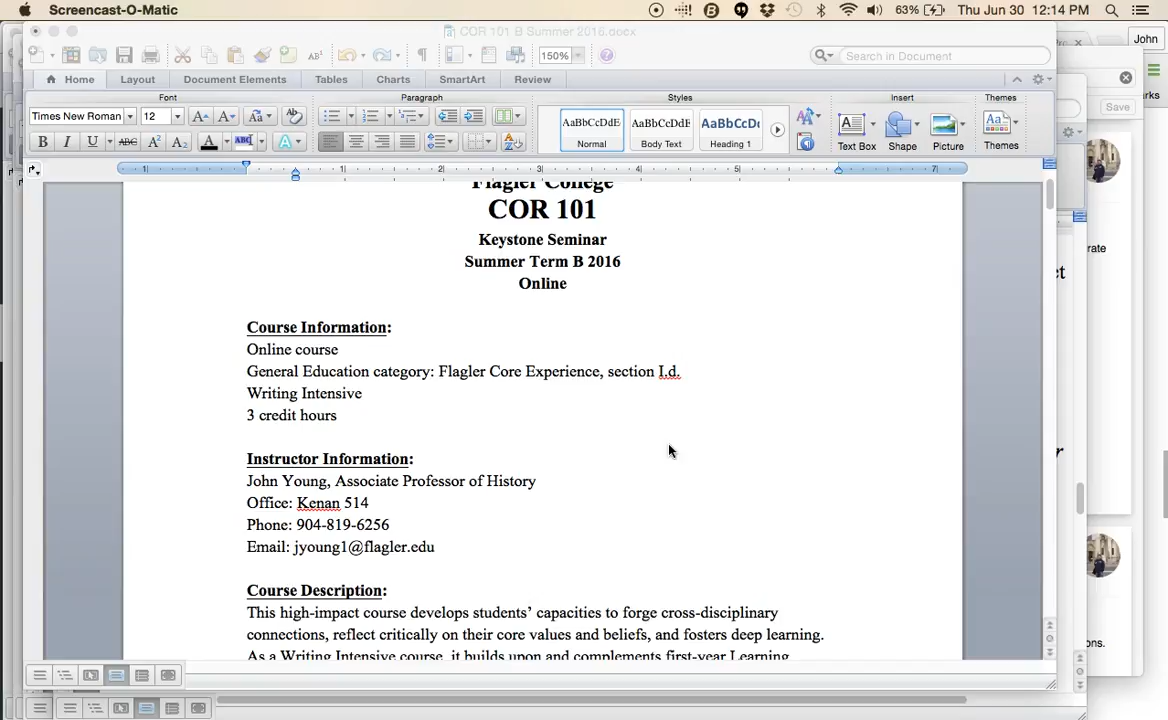 Screencast-O-Matic
63%
Thu Jun 30 12:14 PM
COR 101 B Summer 2016.docx
John
150%
Search in Document
Home
Layout
Document Elements
Tables
Charts
SmartArt
Review
Save
Font
Paragraph
Styles
Insert
Themes
Times New Roman
12
AaBbCcDdE
Normal
AaBbCcDdE
Body Text
AaBbCcDc
Heading 1
Text Box
Shape
Picture
Themes
Flagler College
COR 101
Keystone Seminar
Summer Term B 2016
Online
Course Information:
Online course
General Education category: Flagler Core Experience, section I.d.
Writing Intensive
3 credit hours
Instructor Information:
John Young, Associate Professor of History
Office: Kenan 514
Phone: 904-819-6256
Email: jyoung1@flagler.edu
Course Description:
This high-impact course develops students’ capacities to forge cross-disciplinary
connections, reflect critically on their core values and beliefs, and fosters deep learning.
As a Writing Intensive course, it builds upon and complements first-year Learning